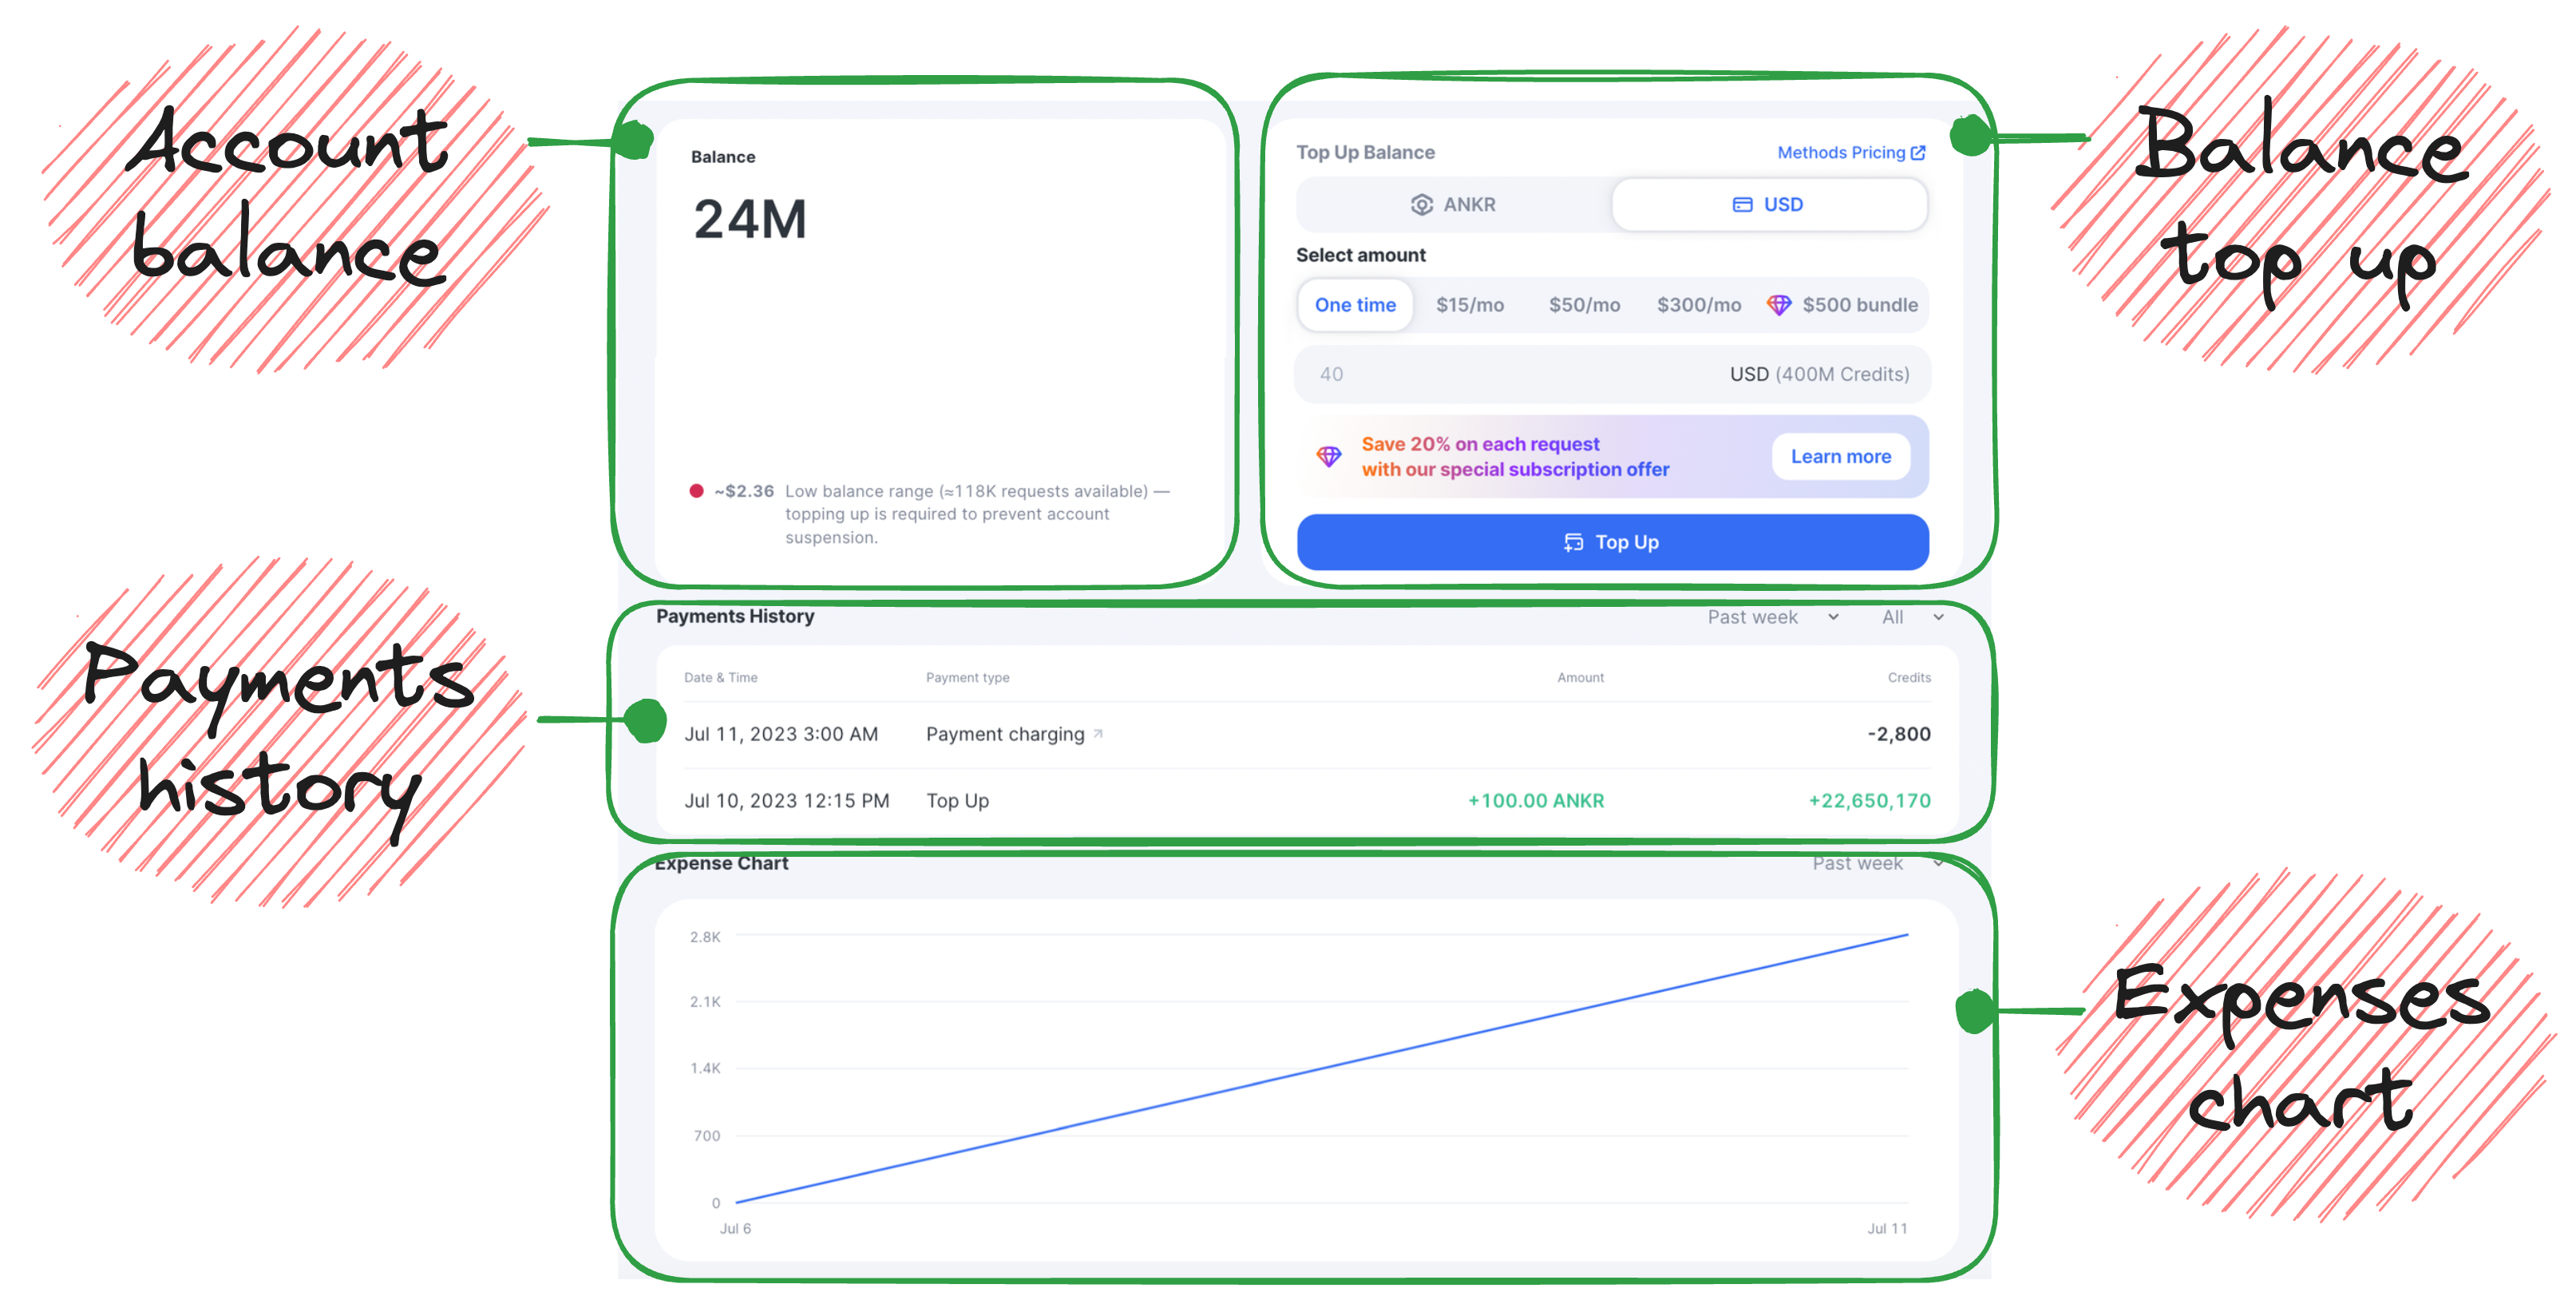 Account
balance
Balance
24M
~$2.36 Low balance range (≈118K requests available) —
topping up is required to prevent account
suspension.
Top Up Balance
Methods Pricing
ANKR
USD
Select amount
One time $15/mo $50/mo $300/mo $500 bundle
40 USD (400M Credits)
Save 20% on each request
with our special subscription offer
Learn more
Top Up
Balance
top up
Payments
history
Payments History Past week All
Date & Time Payment type Amount Credits
Jul 11, 2023 3:00 AM Payment charging -2,800
Jul 10, 2023 12:15 PM Top Up +100.00 ANKR +22,650,170
Expense Chart Past week
2.8K
2.1K
1.4K
700
0
Jul 6 Jul 11
Expenses
chart